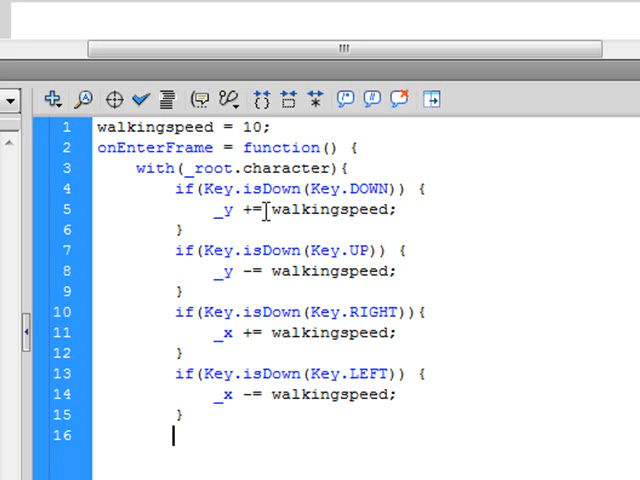 1 walkingspeed = 10;
2 onEnterFrame = function() {
3 with(_root.character){
4 if(Key.isDown(Key.DOWN)) {
5 _y += walkingspeed;
6 }
7 if(Key.isDown(Key.UP)) {
8 _y -= walkingspeed;
9 }
10 if(Key.isDown(Key.RIGHT)){
11 _x += walkingspeed;
12 }
13 if(Key.isDown(Key.LEFT)) {
14 _x -= walkingspeed;
15 }
16